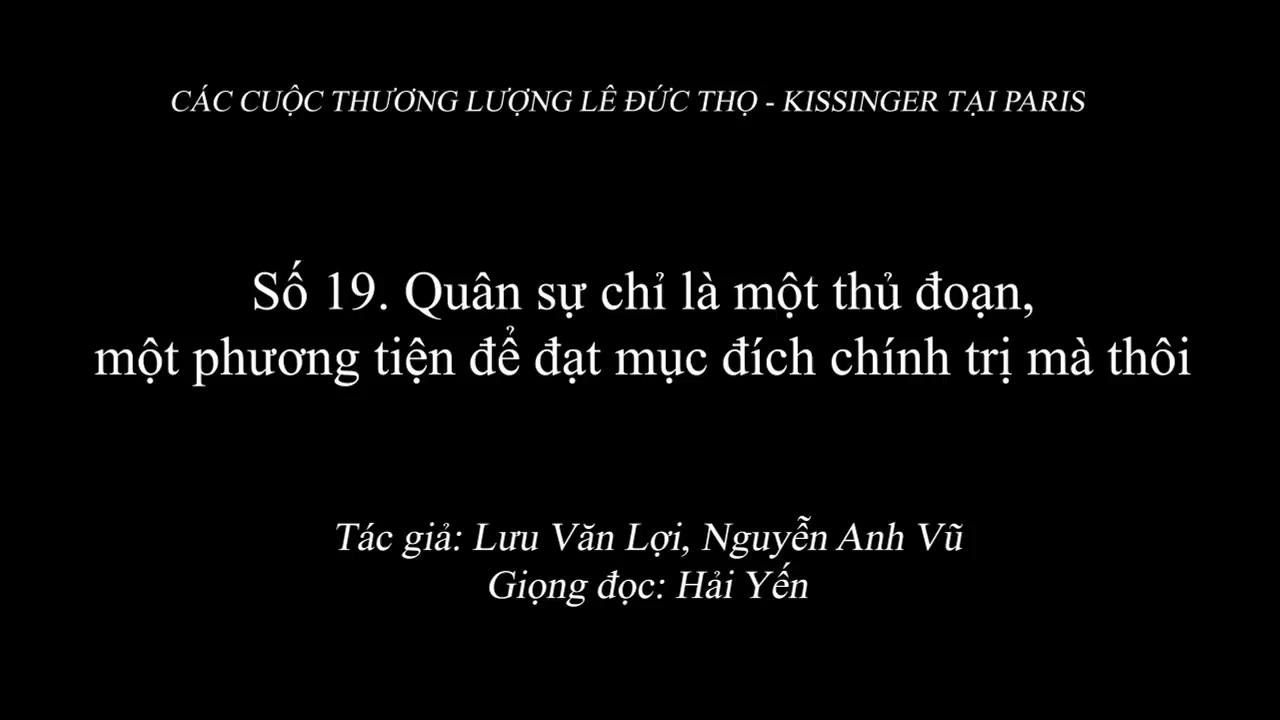 CÁC CUỘC THƯƠNG LƯỢNG LÊ ĐỨC THỌ - KISSINGER TẠI PARIS
Số 19. Quân sự chỉ là một thủ đoạn,
một phương tiện để đạt mục đích chính trị mà thôi
Tác giả: Lưu Văn Lợi, Nguyễn Anh Vũ
Giọng đọc: Hải Yến